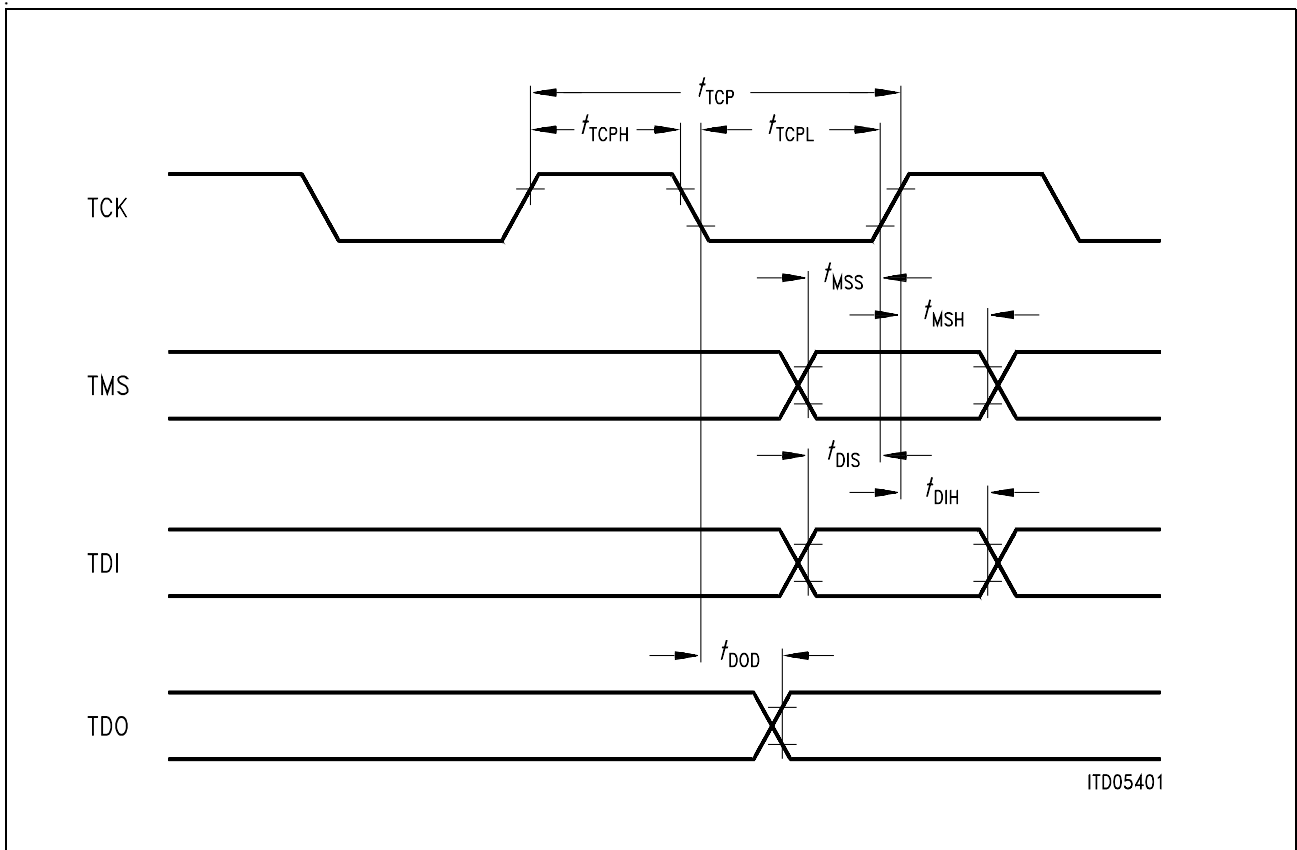 tTCP
tTCPH
tTCPL
TCK
tMSS
tMSH
TMS
tDIS
tDIH
TDI
tDOD
TDO
ITD05401